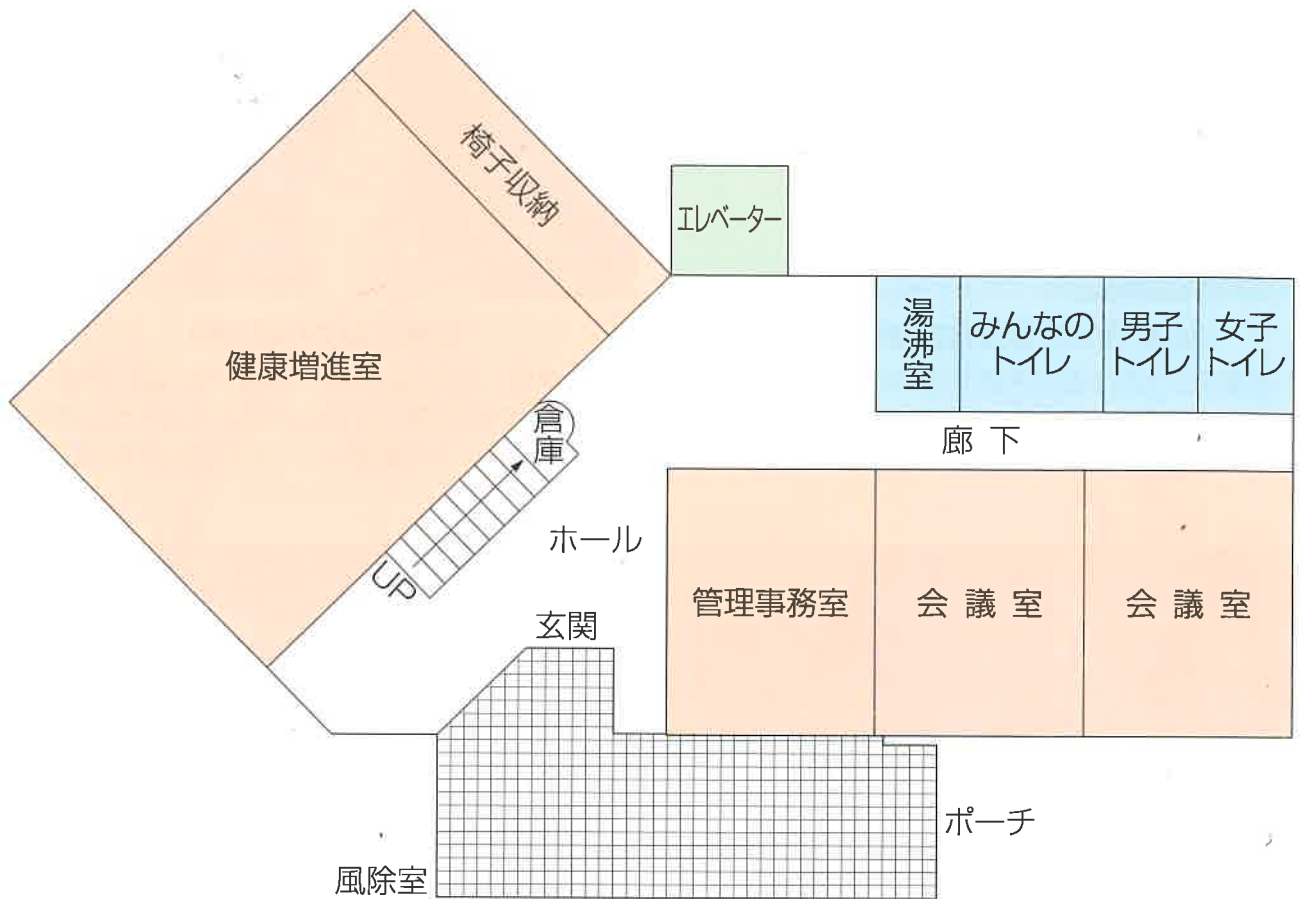 椅子収納
エレベーター
健康増進室
湯沸室
みんなの
トイレ
男子
トイレ
女子
トイレ
倉庫
廊下
UP
ホール
管理事務室
会議室
会議室
玄関
ポーチ
風除室